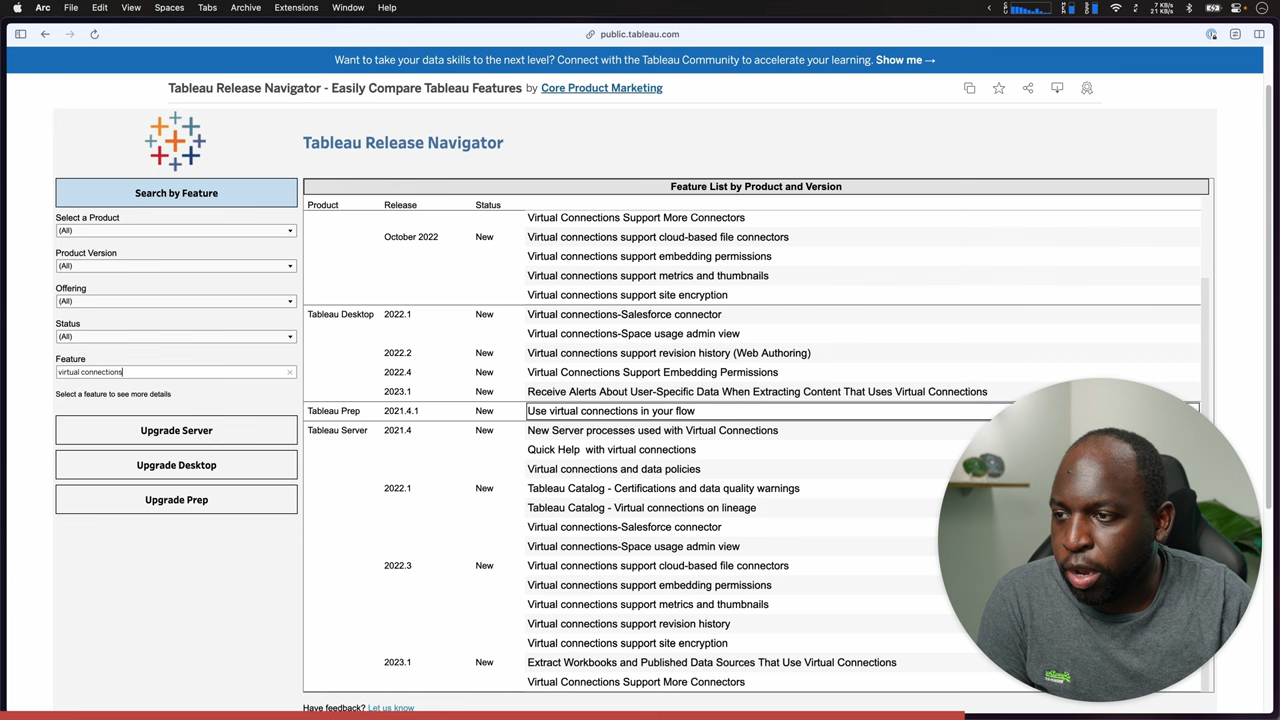 Arc File Edit View Spaces Tabs Archive Extensions Window Help
7 KB/s
21 KB/s
public.tableau.com
Want to take your data skills to the next level? Connect with the Tableau Community to accelerate your learning. Show me →
Tableau Release Navigator - Easily Compare Tableau Features by Core Product Marketing
Tableau Release Navigator
Search by Feature
Select a Product
(All)
Product Version
(All)
Offering
(All)
Status
(All)
Feature
virtual connections
Select a feature to see more details
Upgrade Server
Upgrade Desktop
Upgrade Prep
Feature List by Product and Version
Product Release Status
Virtual Connections Support More Connectors
October 2022 New Virtual connections support cloud-based file connectors
Virtual connections support embedding permissions
Virtual connections support metrics and thumbnails
Virtual connections support site encryption
Tableau Desktop 2022.1 New Virtual connections-Salesforce connector
Virtual connections-Space usage admin view
2022.2 New Virtual connections support revision history (Web Authoring)
2022.4 New Virtual Connections Support Embedding Permissions
2023.1 New Receive Alerts About User-Specific Data When Extracting Content That Uses Virtual Connections
Tableau Prep 2021.4.1 New Use virtual connections in your flow
Tableau Server 2021.4 New New Server processes used with Virtual Connections
Quick Help with virtual connections
Virtual connections and data policies
2022.1 New Tableau Catalog - Certifications and data quality warnings
Tableau Catalog - Virtual connections on lineage
Virtual connections-Salesforce connector
Virtual connections-Space usage admin view
2022.3 New Virtual connections support cloud-based file connectors
Virtual connections support embedding permissions
Virtual connections support metrics and thumbnails
Virtual connections support revision history
Virtual connections support site encryption
2023.1 New Extract Workbooks and Published Data Sources That Use Virtual Connections
Virtual Connections Support More Connectors
Have feedback? Let us know